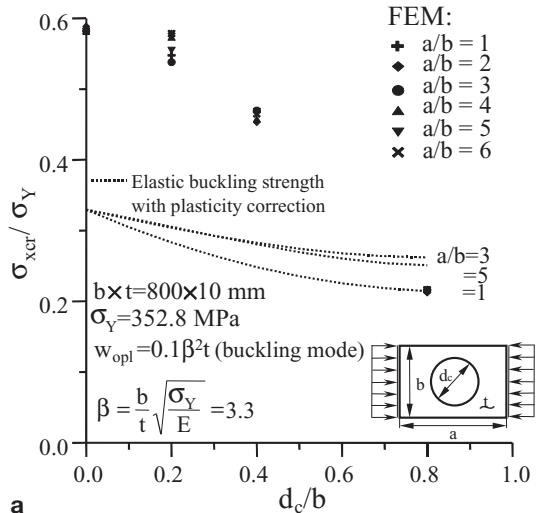 0.6
0.4
0.2
0.0
σxcr/ σY
FEM:
a/b = 1
a/b = 2
a/b = 3
a/b = 4
a/b = 5
a/b = 6
Elastic buckling strength
with plasticity correction
a/b=3
=5
=1
b×t=800×10 mm
σY=352.8 MPa
wopl=0.1β²t (buckling mode)
β = b/t √σY/E = 3.3
dc
b
t
a
0.0 0.2 0.4 0.6 0.8 1.0
dc/b
a